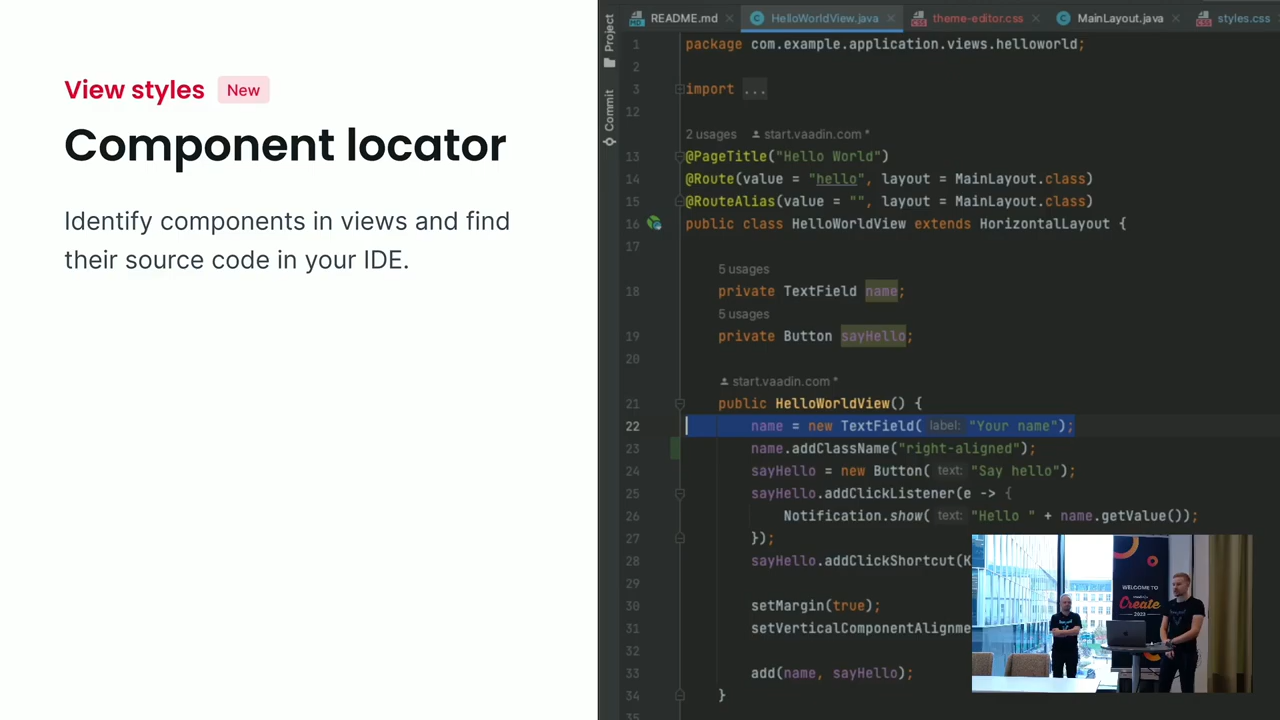 View styles New
Component locator
Identify components in views and find
their source code in your IDE.
Project
Commit
README.md HelloWorldView.java theme-editor.css MainLayout.java styles.css
1 package com.example.application.views.helloworld;
2
3 import ...
12
2 usages start.vaadin.com *
13 @PageTitle("Hello World")
14 @Route(value = "hello", layout = MainLayout.class)
15 @RouteAlias(value = "", layout = MainLayout.class)
16 public class HelloWorldView extends HorizontalLayout {
17
5 usages
18 private TextField name;
5 usages
19 private Button sayHello;
20
start.vaadin.com *
21 public HelloWorldView() {
22 name = new TextField( label: "Your name");
23 name.addClassName("right-aligned");
24 sayHello = new Button( text: "Say hello");
25 sayHello.addClickListener(e -> {
26 Notification.show( text: "Hello " + name.getValue());
27 });
28 sayHello.addClickShortcut(K
29
30 setMargin(true);
31 setVerticalComponentAlignme
32
33 add(name, sayHello);
34 }
35
WELCOME TO
Create
2023